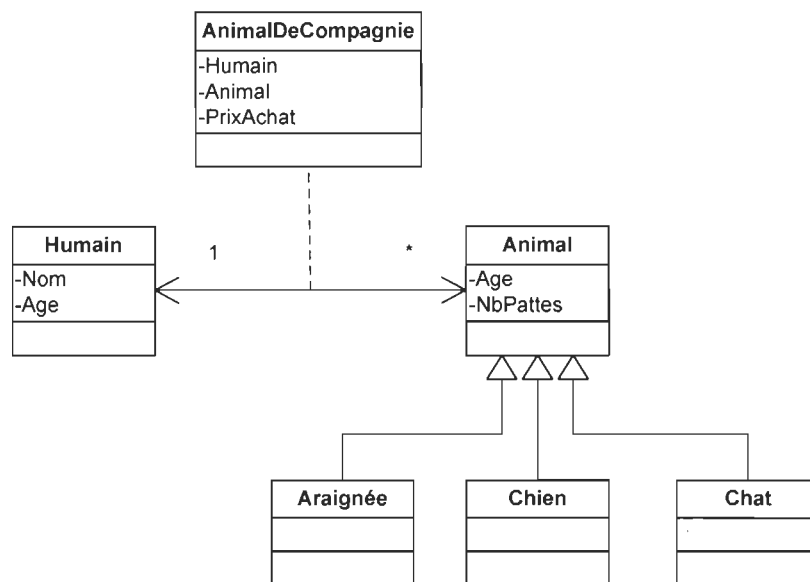 AnimalDeCompagnie
-Humain
-Animal
-PrixAchat
Humain
-Nom
-Age
1
*
Animal
-Age
-NbPattes
Araignée
Chien
Chat